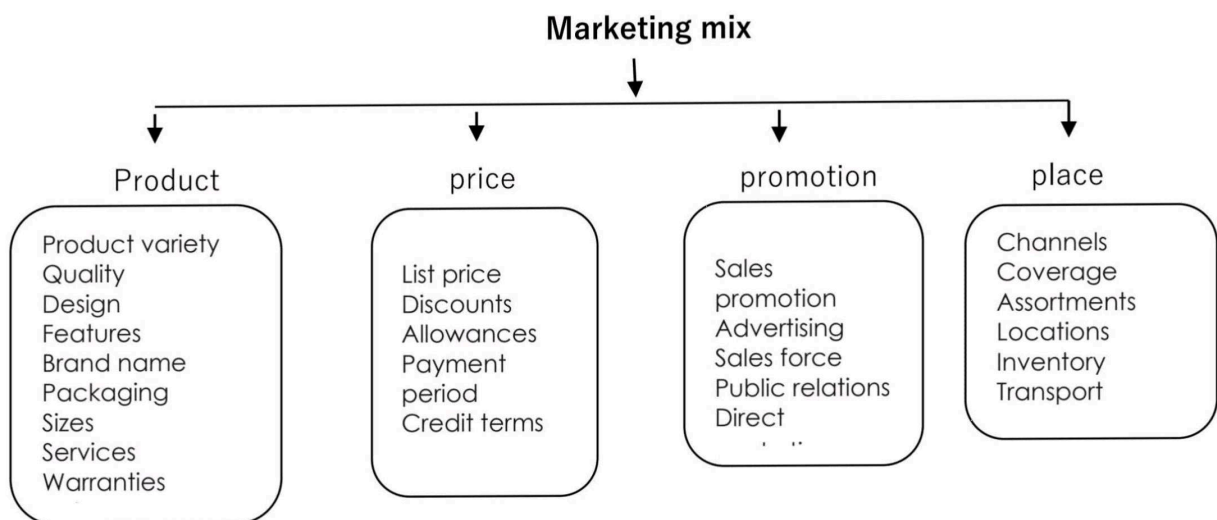 Marketing mix
Product
Product variety
Quality
Design
Features
Brand name
Packaging
Sizes
Services
Warranties
price
List price
Discounts
Allowances
Payment
period
Credit terms
promotion
Sales
promotion
Advertising
Sales force
Public relations
Direct
place
Channels
Coverage
Assortments
Locations
Inventory
Transport